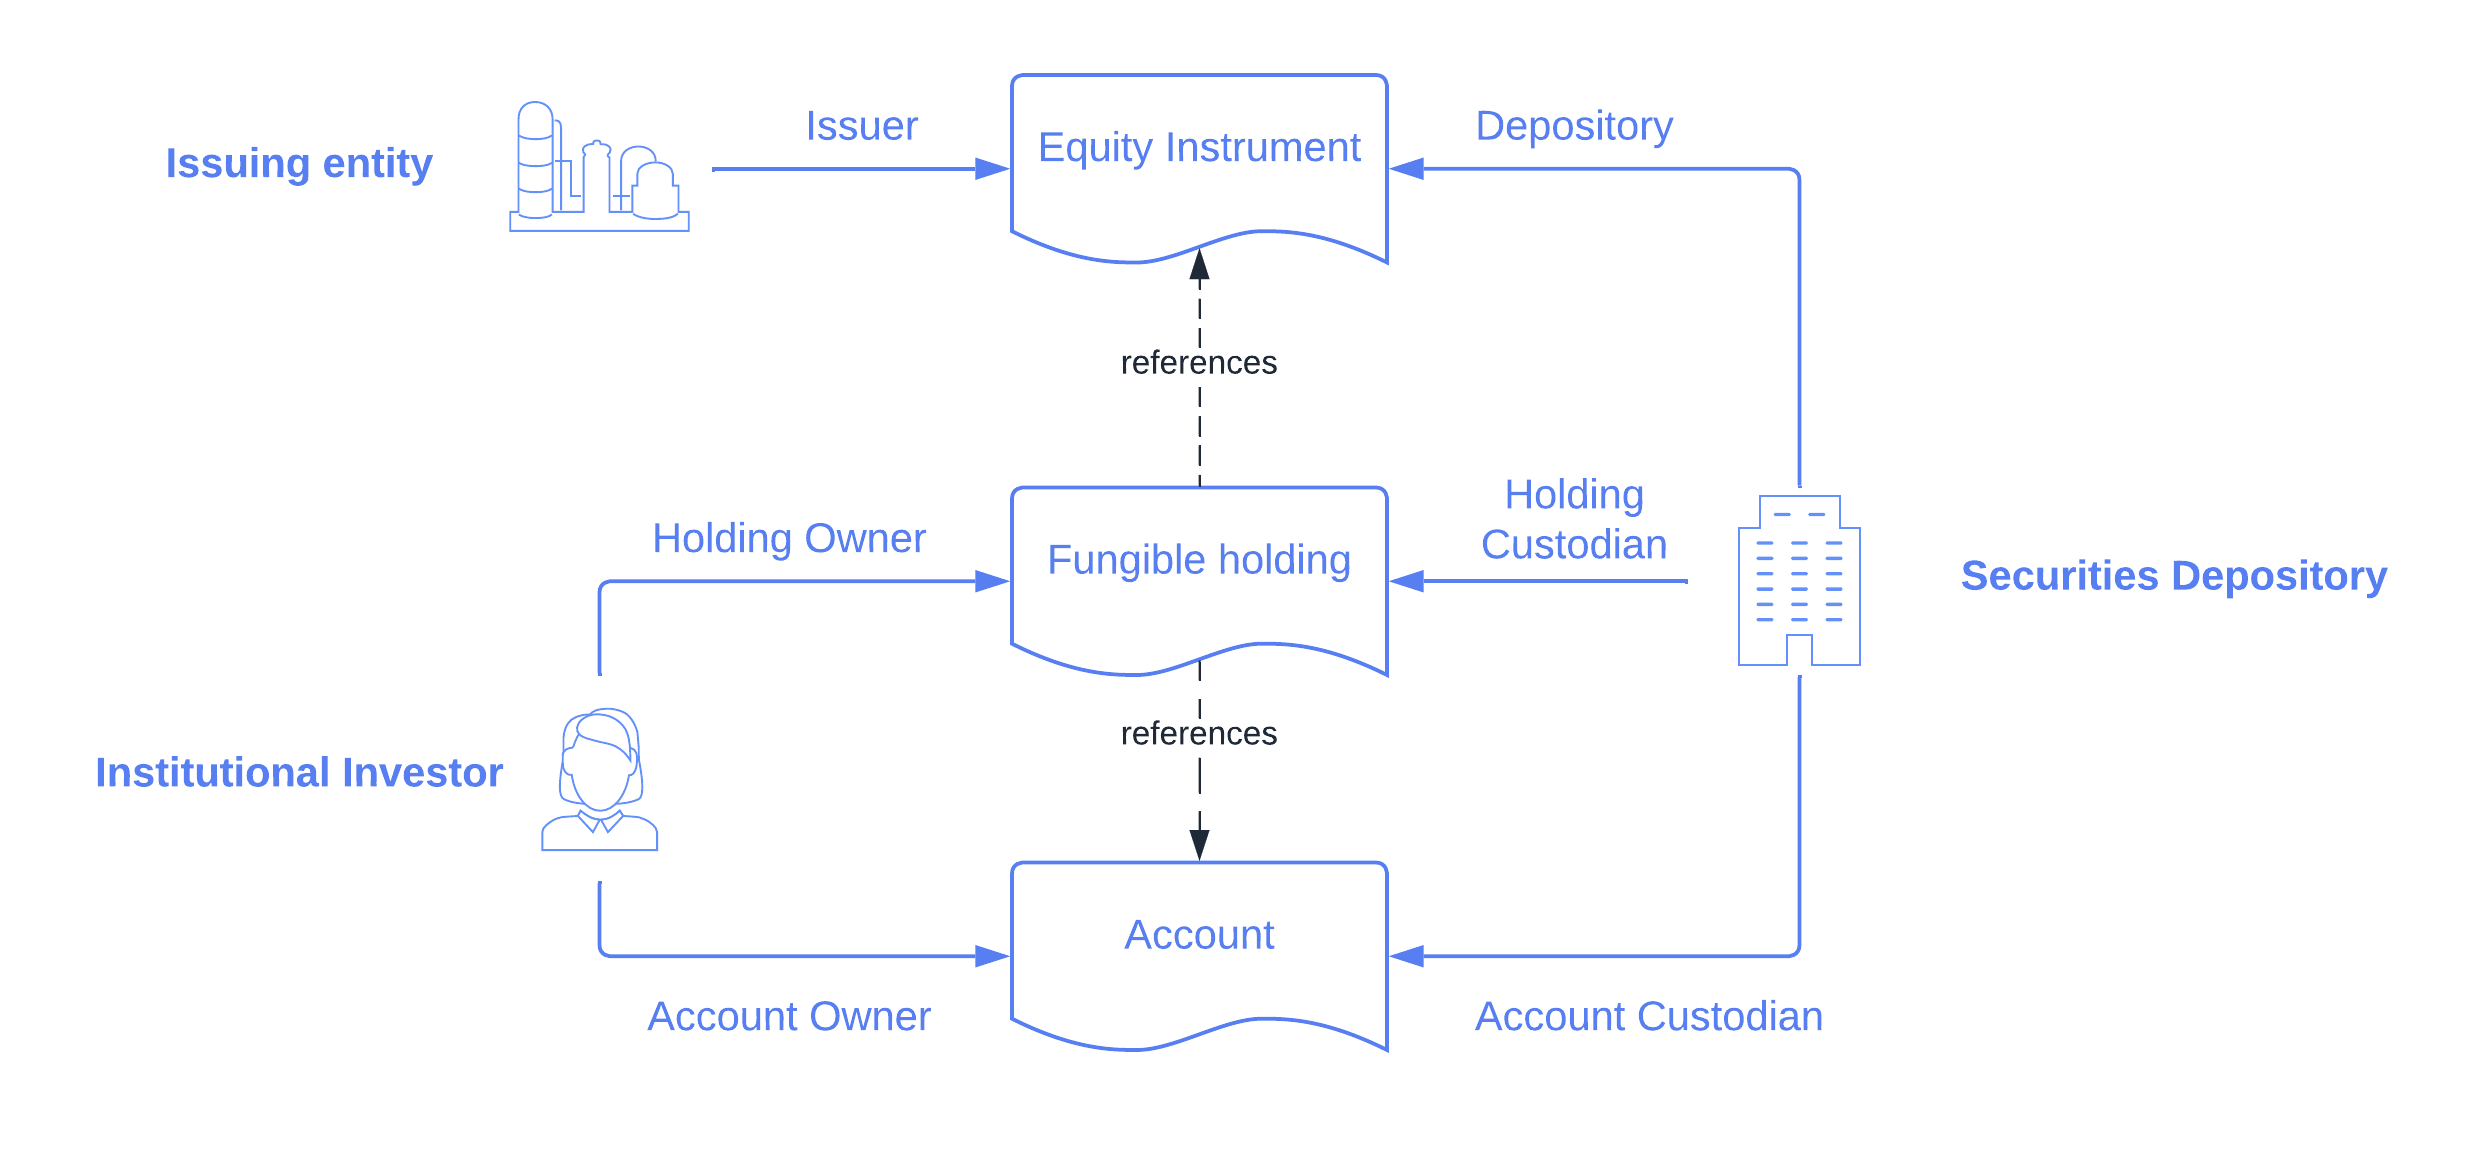 Issuer
Depository
Equity Instrument
Issuing entity
references
Holding
Custodian
Holding Owner
Fungible holding
Securities Depository
references
Institutional Investor
Account
Account Owner
Account Custodian